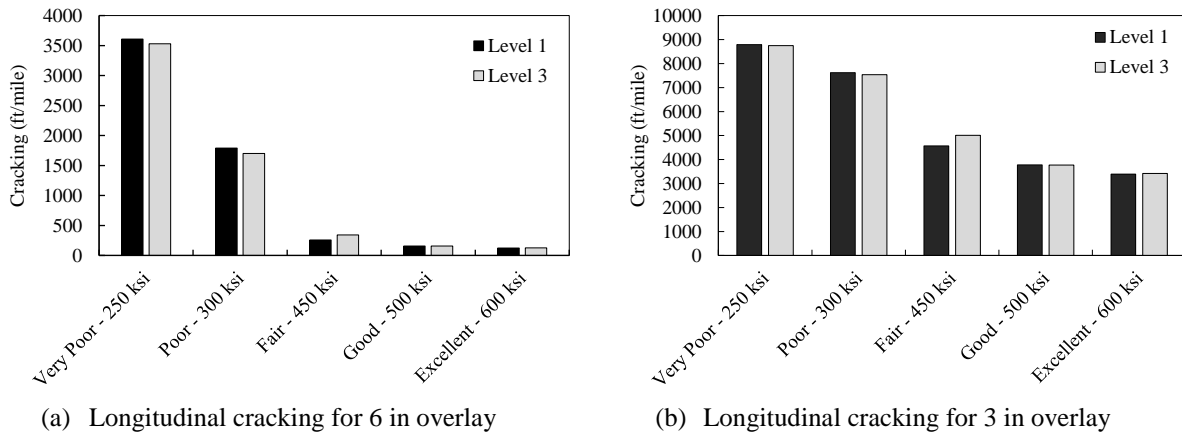 4000
3500
3000
2500
2000
1500
1000
500
0
Cracking (ft/mile)
Level 1
Level 3
Very Poor - 250 ksi
Poor - 300 ksi
Fair - 450 ksi
Good - 500 ksi
Excellent - 600 ksi
(a) Longitudinal cracking for 6 in overlay
10000
9000
8000
7000
6000
5000
4000
3000
2000
1000
0
Cracking (ft/mile)
Level 1
Level 3
Very Poor - 250 ksi
Poor - 300 ksi
Fair - 450 ksi
Good - 500 ksi
Excellent - 600 ksi
(b) Longitudinal cracking for 3 in overlay